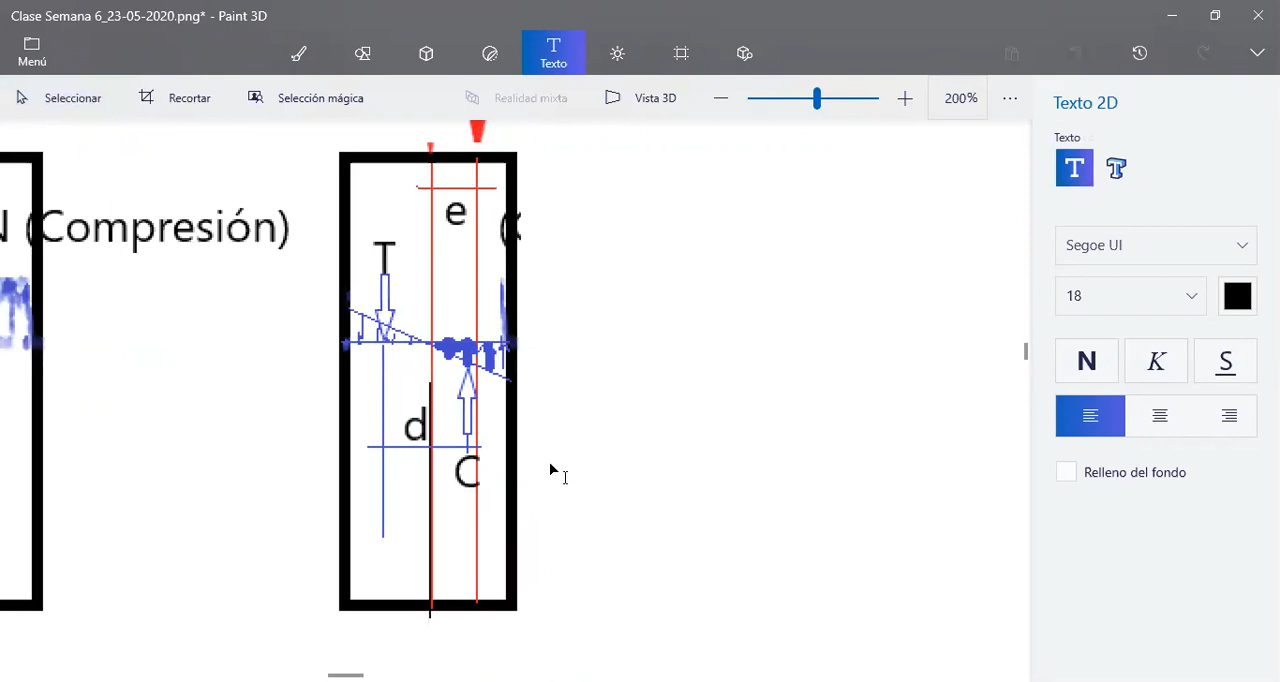 Clase Semana 6_23-05-2020.png* - Paint 3D
Menú
Texto
Seleccionar
Recortar
Selección mágica
Realidad mixta
Vista 3D
200%
Texto 2D
Texto
T
T
Segoe UI
18
N K S
Relleno del fondo
N (Compresión)
e
T
d
C